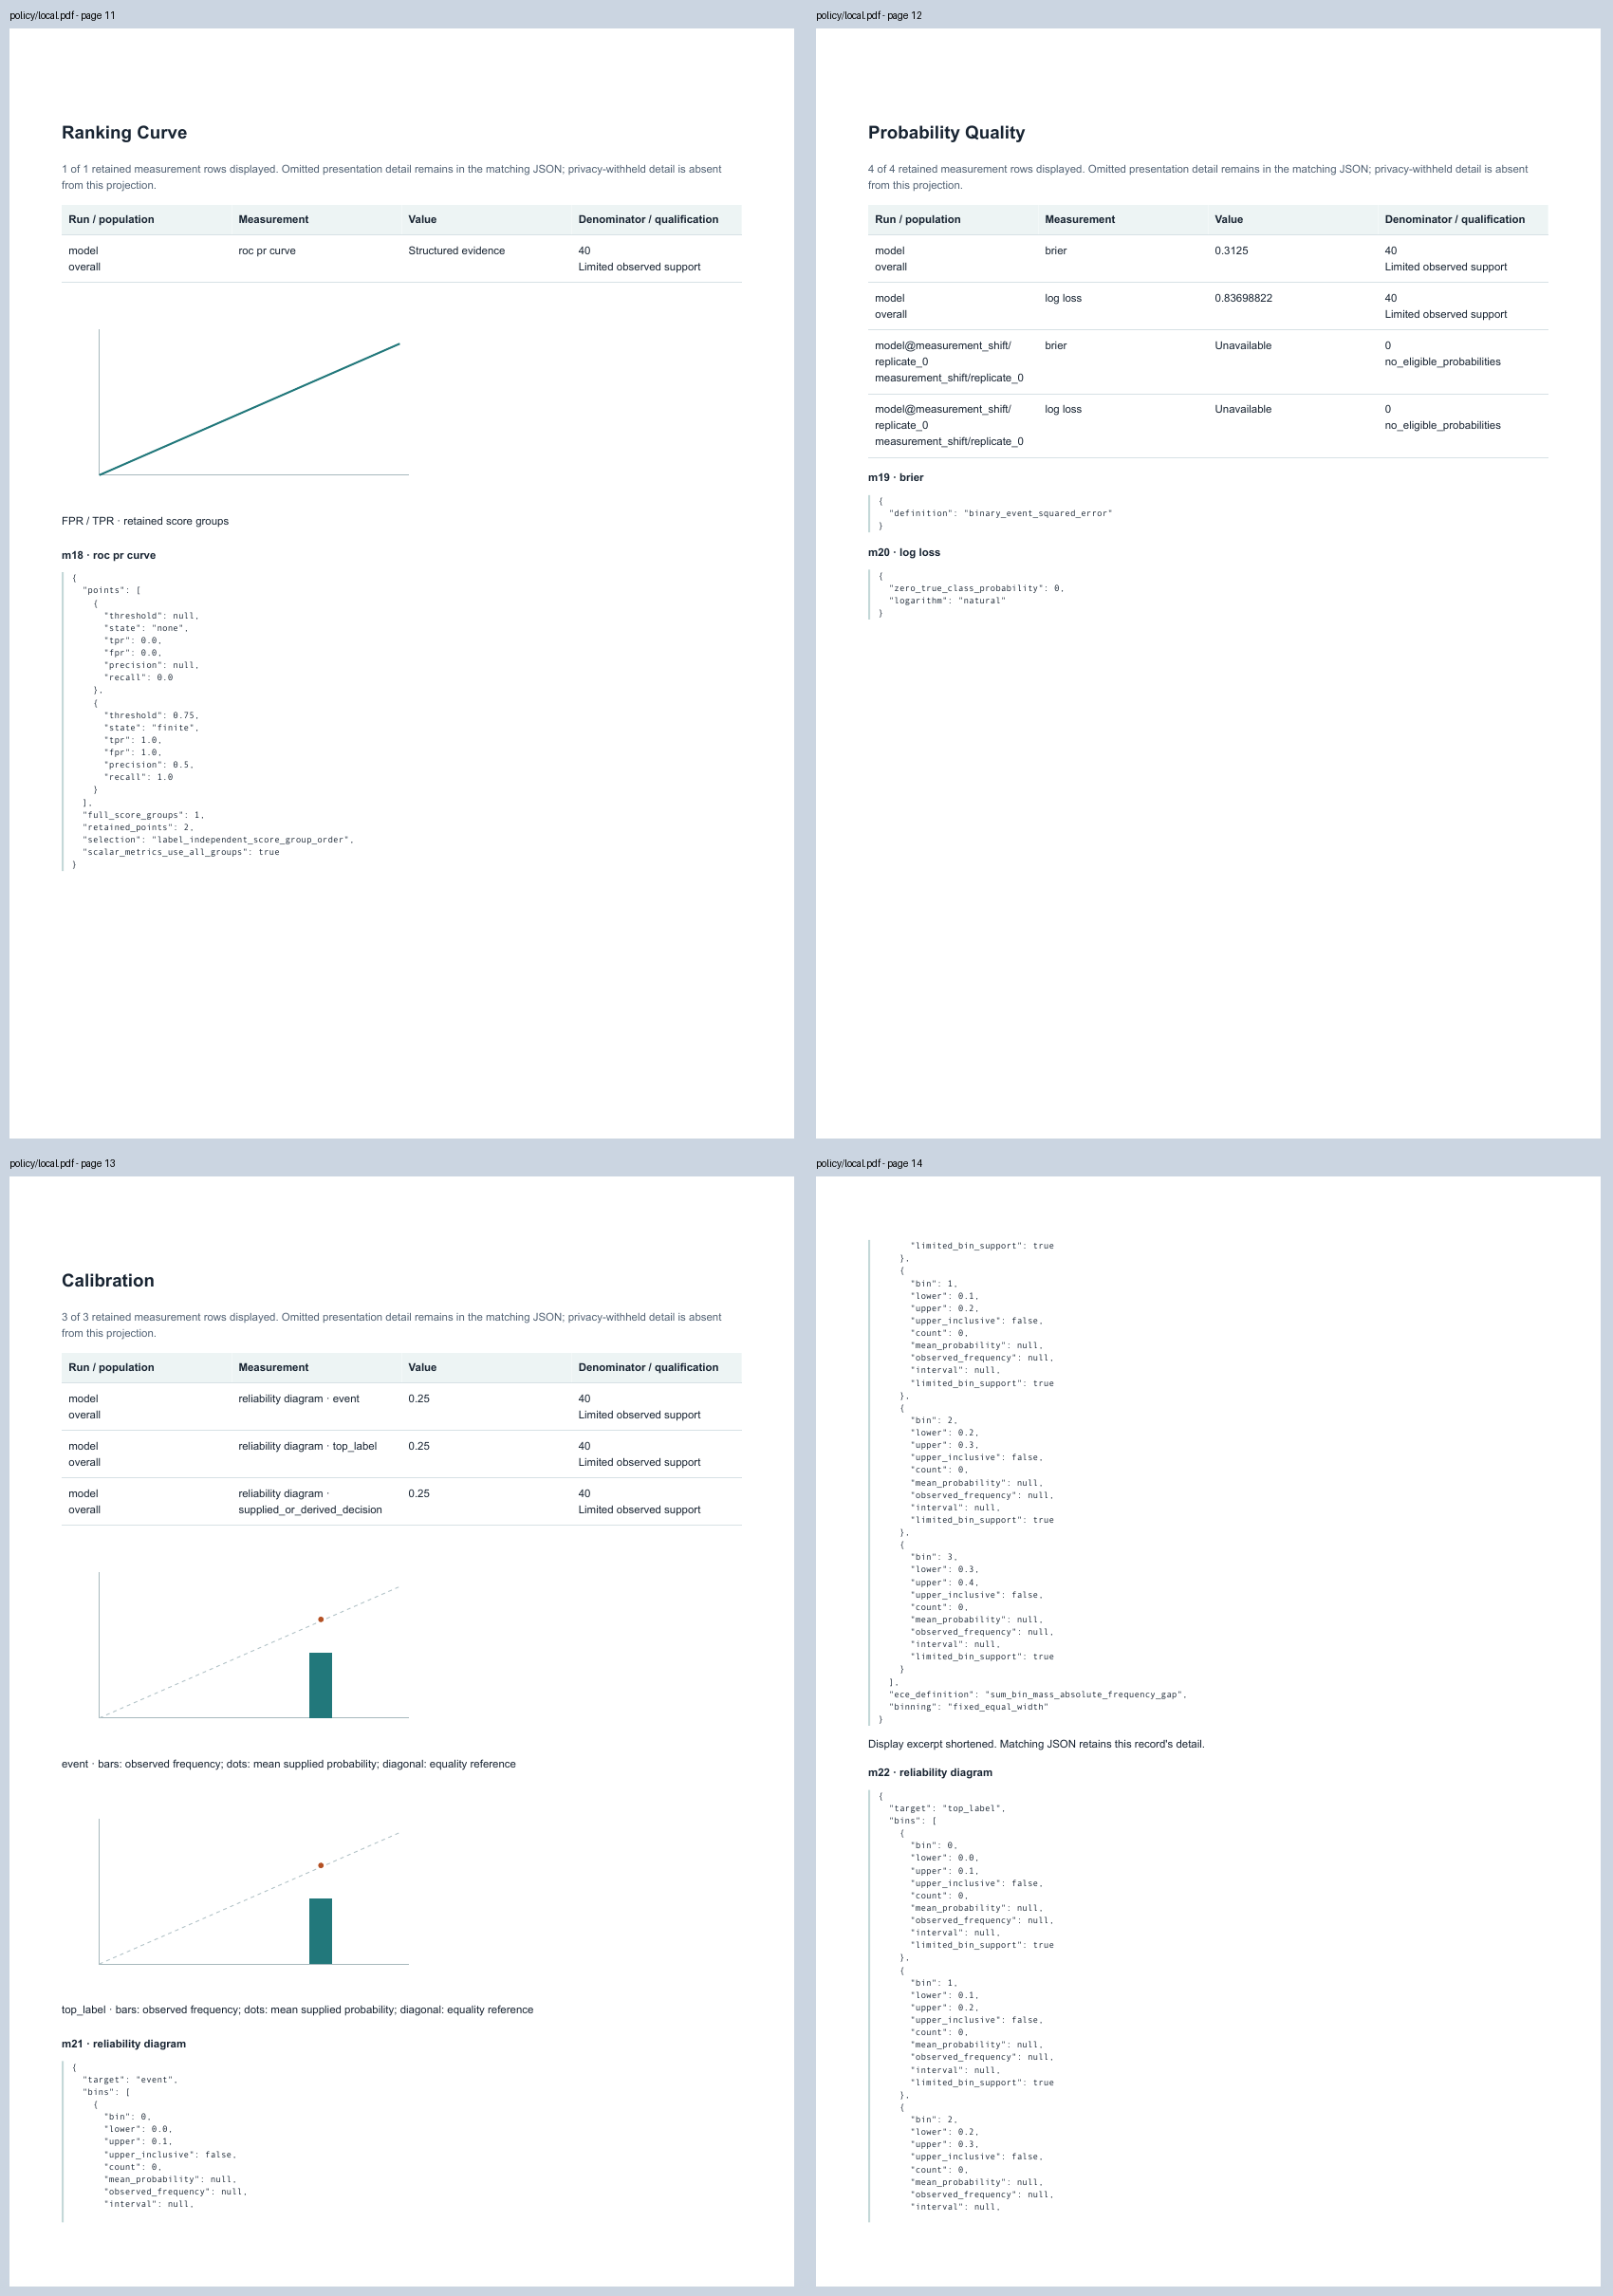 policy/local.pdf - page 11
Ranking Curve
1 of 1 retained measurement rows displayed. Omitted presentation detail remains in the matching JSON; privacy-withheld detail is absent
from this projection.
Run / population Measurement Value Denominator / qualification
model roc pr curve Structured evidence 40
overall Limited observed support
FPR / TPR · retained score groups
m18 · roc pr curve
{
"points": [
{
"threshold": null,
"state": "none",
"tpr": 0.0,
"fpr": 0.0,
"precision": null,
"recall": 0.0
},
{
"threshold": 0.75,
"state": "finite",
"tpr": 1.0,
"fpr": 1.0,
"precision": 0.5,
"recall": 1.0
}
],
"full_score_groups": 1,
"retained_points": 2,
"selection": "label_independent_score_group_order",
"scalar_metrics_use_all_groups": true
}
policy/local.pdf - page 12
Probability Quality
4 of 4 retained measurement rows displayed. Omitted presentation detail remains in the matching JSON; privacy-withheld detail is absent
from this projection.
Run / population Measurement Value Denominator / qualification
model brier 0.3125 40
overall Limited observed support
model log loss 0.83698822 40
overall Limited observed support
model@measurement_shift/ brier Unavailable 0
replicate_0 no_eligible_probabilities
measurement_shift/replicate_0
model@measurement_shift/ log loss Unavailable 0
replicate_0 no_eligible_probabilities
measurement_shift/replicate_0
m19 · brier
{
"definition": "binary_event_squared_error"
}
m20 · log loss
{
"zero_true_class_probability": 0,
"logarithm": "natural"
}
policy/local.pdf - page 13
Calibration
3 of 3 retained measurement rows displayed. Omitted presentation detail remains in the matching JSON; privacy-withheld detail is absent
from this projection.
Run / population Measurement Value Denominator / qualification
model reliability diagram · event 0.25 40
overall Limited observed support
model reliability diagram · top_label 0.25 40
overall Limited observed support
model reliability diagram · 0.25 40
overall supplied_or_derived_decision Limited observed support
event · bars: observed frequency; dots: mean supplied probability; diagonal: equality reference
top_label · bars: observed frequency; dots: mean supplied probability; diagonal: equality reference
m21 · reliability diagram
{
"target": "event",
"bins": [
{
"bin": 0,
"lower": 0.0,
"upper": 0.1,
"upper_inclusive": false,
"count": 0,
"mean_probability": null,
"observed_frequency": null,
"interval": null,
policy/local.pdf - page 14
"limited_bin_support": true
},
{
"bin": 1,
"lower": 0.1,
"upper": 0.2,
"upper_inclusive": false,
"count": 0,
"mean_probability": null,
"observed_frequency": null,
"interval": null,
"limited_bin_support": true
},
{
"bin": 2,
"lower": 0.2,
"upper": 0.3,
"upper_inclusive": false,
"count": 0,
"mean_probability": null,
"observed_frequency": null,
"interval": null,
"limited_bin_support": true
},
{
"bin": 3,
"lower": 0.3,
"upper": 0.4,
"upper_inclusive": false,
"count": 0,
"mean_probability": null,
"observed_frequency": null,
"interval": null,
"limited_bin_support": true
}
],
"ece_definition": "sum_bin_mass_absolute_frequency_gap",
"binning": "fixed_equal_width"
}
Display excerpt shortened. Matching JSON retains this record's detail.
m22 · reliability diagram
{
"target": "top_label",
"bins": [
{
"bin": 0,
"lower": 0.0,
"upper": 0.1,
"upper_inclusive": false,
"count": 0,
"mean_probability": null,
"observed_frequency": null,
"interval": null,
"limited_bin_support": true
},
{
"bin": 1,
"lower": 0.1,
"upper": 0.2,
"upper_inclusive": false,
"count": 0,
"mean_probability": null,
"observed_frequency": null,
"interval": null,
"limited_bin_support": true
},
{
"bin": 2,
"lower": 0.2,
"upper": 0.3,
"upper_inclusive": false,
"count": 0,
"mean_probability": null,
"observed_frequency": null,
"interval": null,